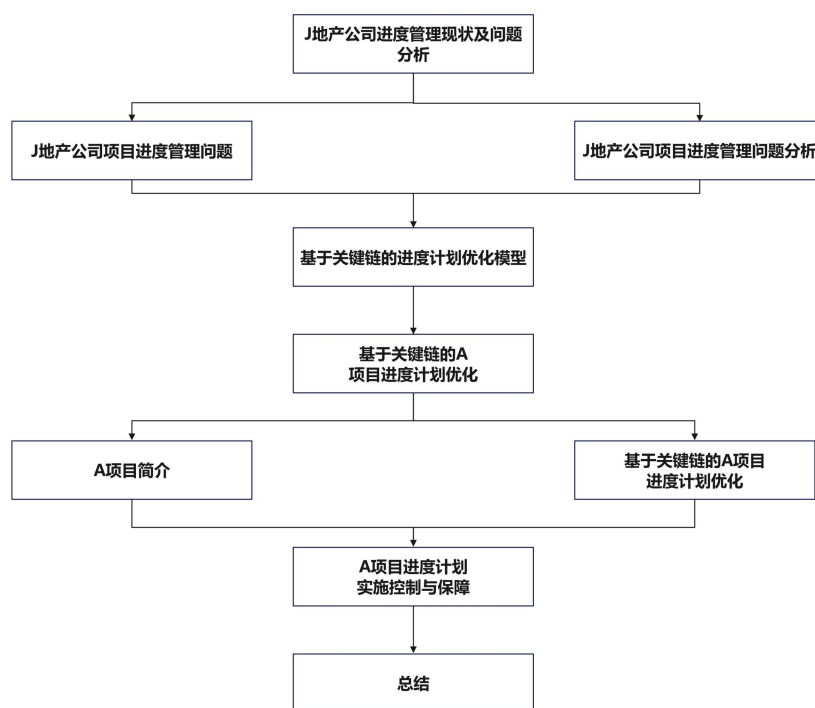 J地产公司进度管理现状及问题
分析
J地产公司项目进度管理问题
J地产公司项目进度管理问题分析
基于关键链的进度计划优化模型
基于关键链的A
项目进度计划优化
A项目简介
基于关键链的A项目
进度计划优化
A项目进度计划
实施控制与保障
总结